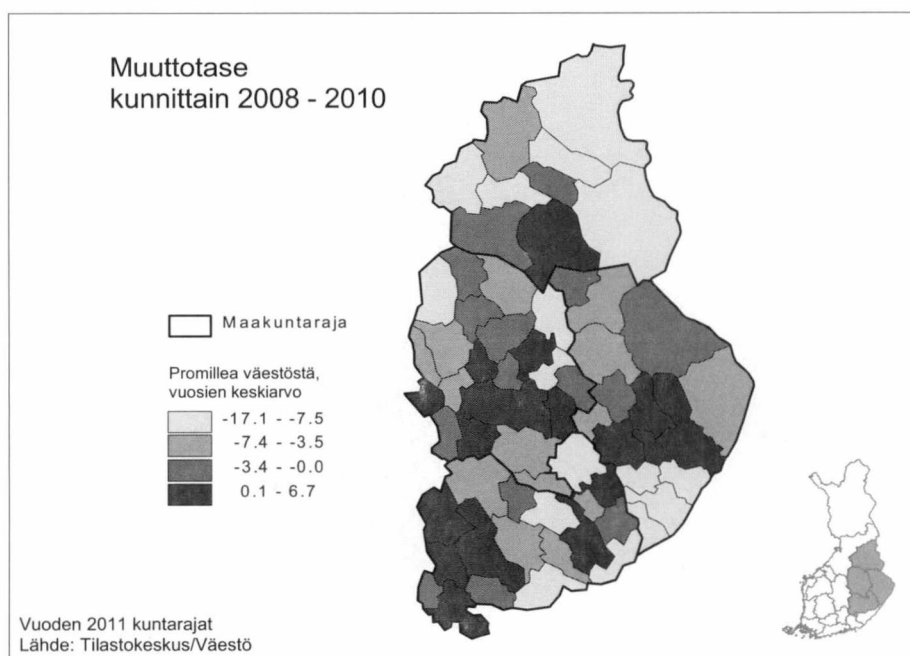 Muuttotase
kunnittain 2008 - 2010
Maakuntaraja
Promillea väestöstä,
vuosien keskiarvo
-17.1 - -7.5
-7.4 - -3.5
-3.4 - -0.0
0.1 - 6.7
Vuoden 2011 kuntarajat
Lähde: Tilastokeskus/Väestö